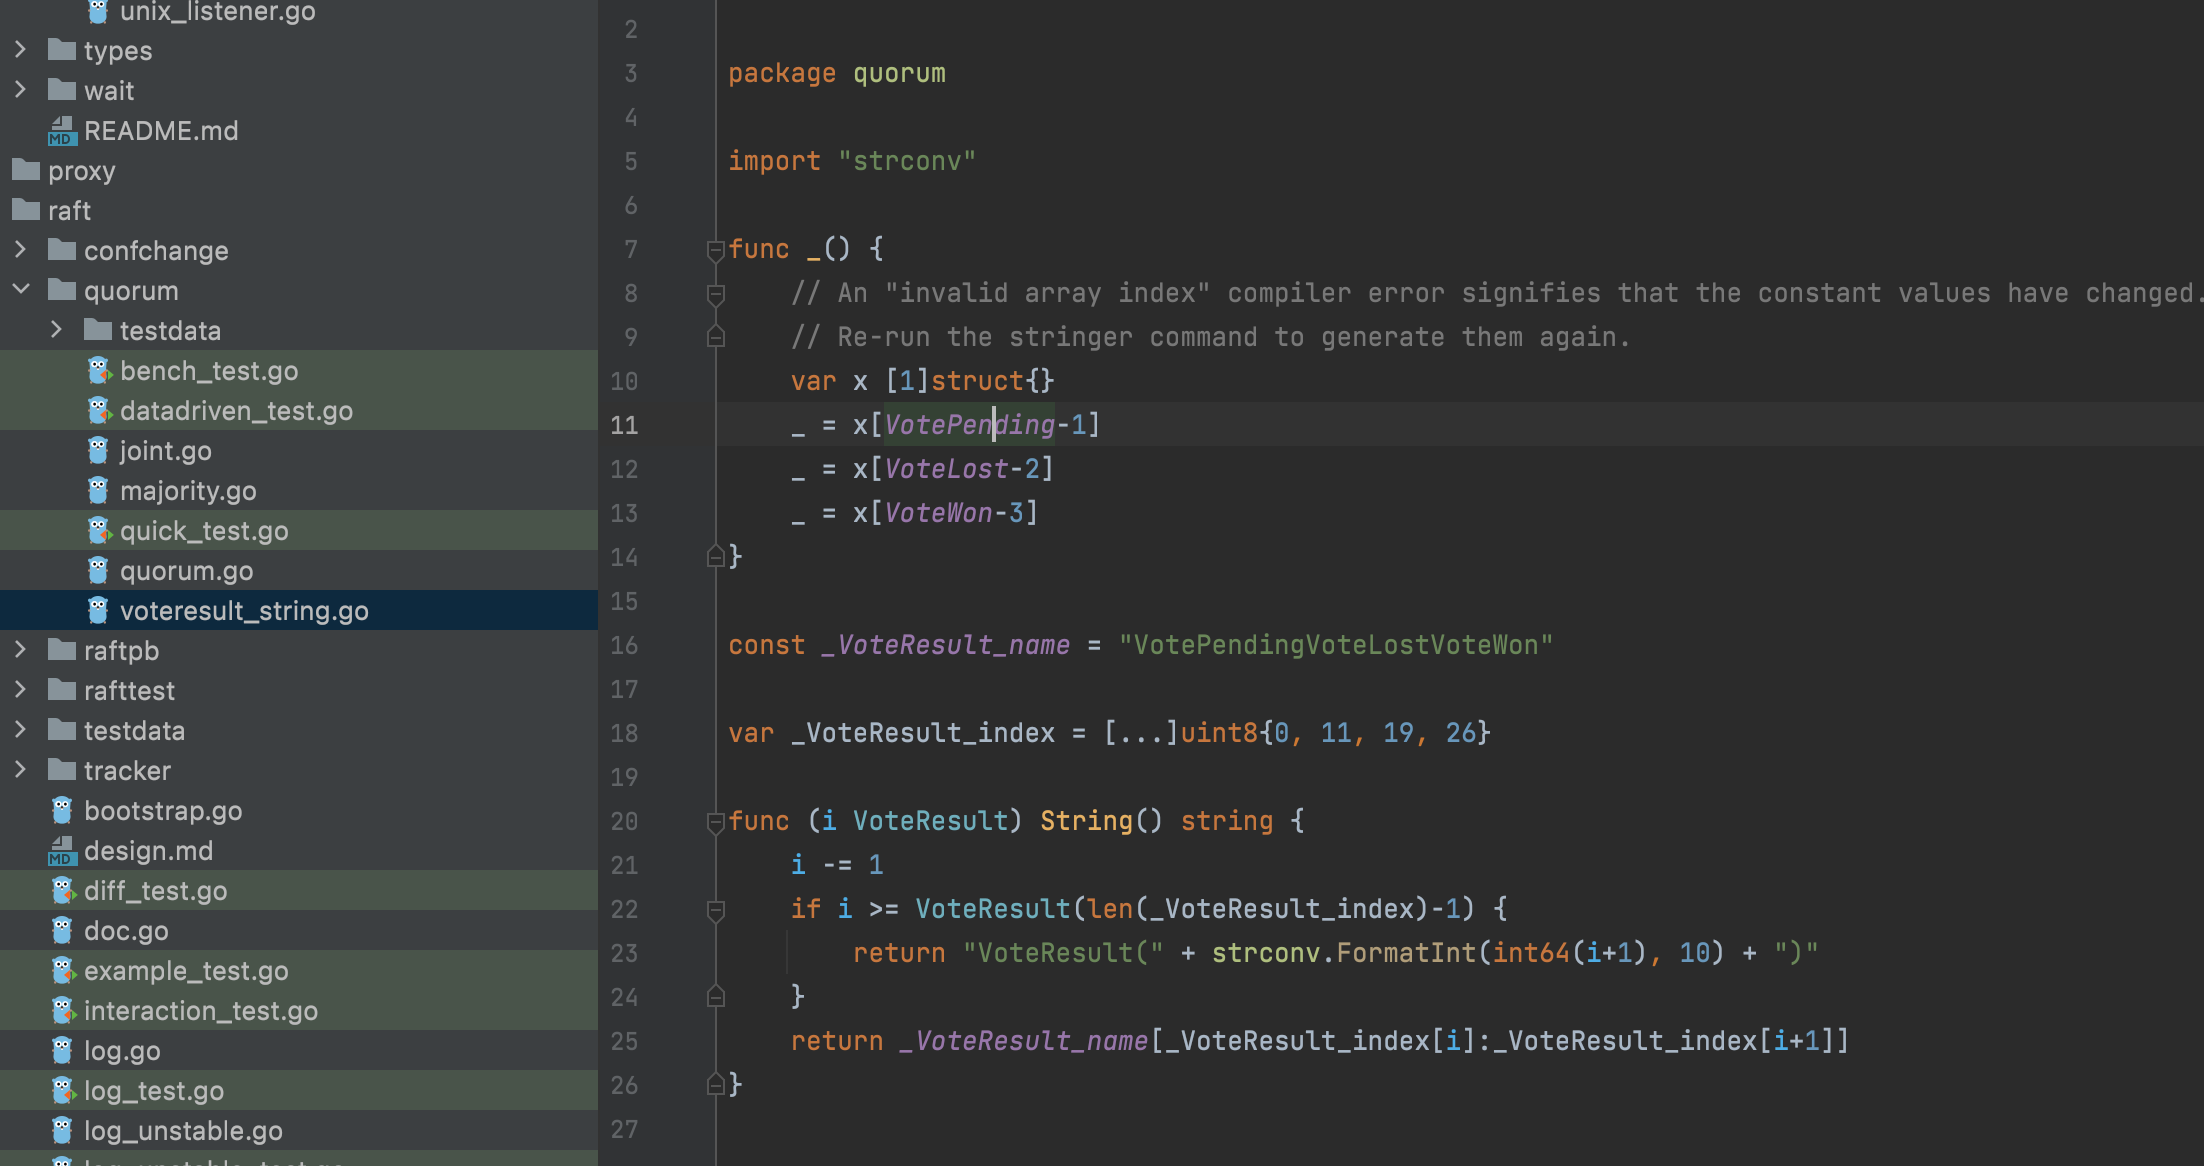 unix_listener.go
types
wait
README.md
proxy
raft
confchange
quorum
testdata
bench_test.go
datadriven_test.go
joint.go
majority.go
quick_test.go
quorum.go
voteresult_string.go
raftpb
rafttest
testdata
tracker
bootstrap.go
design.md
diff_test.go
doc.go
example_test.go
interaction_test.go
log.go
log_test.go
log_unstable.go
2
3 package quorum
4
5 import "strconv"
6
7 func _() {
8 // An "invalid array index" compiler error signifies that the constant values have changed.
9 // Re-run the stringer command to generate them again.
10 var x [1]struct{}
11 _ = x[VotePending-1]
12 _ = x[VoteLost-2]
13 _ = x[VoteWon-3]
14 }
15
16 const _VoteResult_name = "VotePendingVoteLostVoteWon"
17
18 var _VoteResult_index = [...]uint8{0, 11, 19, 26}
19
20 func (i VoteResult) String() string {
21 i -= 1
22 if i >= VoteResult(len(_VoteResult_index)-1) {
23 return "VoteResult(" + strconv.FormatInt(int64(i+1), 10) + ")"
24 }
25 return _VoteResult_name[_VoteResult_index[i]:_VoteResult_index[i+1]]
26 }
27